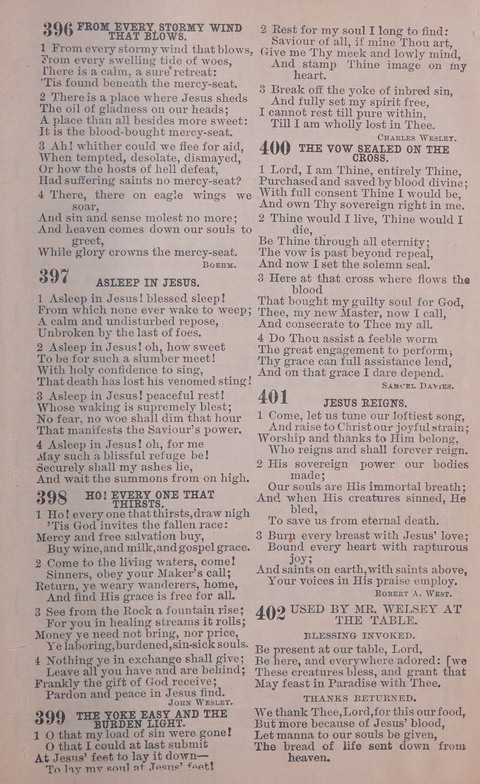 396 FROM EVERY STORMY WIND
THAT BLOWS.
1 From every stormy wind that blows,
From every swelling tide of woes,
There is a calm, a sure retreat:
'Tis found beneath the mercy-seat.
2 There is a place where Jesus sheds
The oil of gladness on our heads;
A place than all besides more sweet:
It is the blood-bought mercy-seat.
3 Ah! whither could we flee for aid,
When tempted, desolate, dismayed,
Or how the hosts of hell defeat,
Had suffering saints no mercy-seat?
4 There, there on eagle wings we
soar,
And sin and sense molest no more;
And heaven comes down our souls to
greet,
While glory crowns the mercy-seat.
BOEHM.
397
ASLEEP IN JESUS.
1 Asleep in Jesus! blessed sleep!
From which none ever wake to weep;
A calm and undisturbed repose,
Unbroken by the last of foes.
2 Asleep in Jesus! oh, how sweet
To be for such a slumber meet!
With holy confidence to sing,
That death has lost his venomed sting!
3 Asleep in Jesus! peaceful rest!
Whose waking is supremely blest;
No fear, no woe shall dim that hour
That manifests the Saviour's power.
4 Asleep in Jesus! oh, for me
May such a blissful refuge be!
Securely shall my ashes lie,
And wait the summons from on high.
398 HO! EVERY ONE THAT
THIRSTS.
1 Ho! every one that thirsts, draw nigh
'Tis God invites the fallen race:
Mercy and free salvation buy,
Buy wine, and milk, and gospel grace.
2 Come to the living waters, come!
Sinners, obey your Maker's call;
Return, ye weary wanderers, home,
And find His grace is free for all.
3 See from the Rock a fountain rise;
For you in healing streams it rolls;
Money ye need not bring, nor price,
Ye laboring, burdened, sin-sick souls.
4 Nothing ye in exchange shall give;
Leave all you have and are behind;
Frankly the gift of God receive;
Pardon and peace in Jesus find.
JOHN WESLEY.
399 THE YOKE EASY AND THE
BURDEN LIGHT.
1 O that my load of sin were gone!
O that I could at last submit
At Jesus' feet to lay it down—
To lay my soul at Jesus' feet!
2 Rest for my soul I long to find:
Saviour of all, if mine Thou art,
Give me Thy meek and lowly mind,
And stamp Thine image on my
heart.
3 Break off the yoke of inbred sin,
And fully set my spirit free,
I cannot rest till pure within,
Till I am wholly lost in Thee.
CHARLES WESLEY.
400 THE VOW SEALED ON THE
CROSS.
1 Lord, I am Thine, entirely Thine,
Purchased and saved by blood divine;
With full consent Thine I would be,
And own Thy sovereign right in me.
2 Thine would I live, Thine would I
die,
Be Thine through all eternity;
The vow is past beyond repeal,
And now I set the solemn seal.
3 Here at that cross where flows the
blood
That bought my guilty soul for God,
Thee, my new Master, now I call,
And consecrate to Thee my all.
4 Do Thou assist a feeble worm
The great engagement to perform;
Thy grace can full assistance lend,
And on that grace I dare depend.
SAMUEL DAVIES.
401
JESUS REIGNS.
1 Come, let us tune our loftiest song,
And raise to Christ our joyful strain;
Worship and thanks to Him belong,
Who reigns and shall forever reign.
2 His sovereign power our bodies
made;
Our souls are His immortal breath;
And when His creatures sinned, He
bled,
To save us from eternal death.
3 Burn every breast with Jesus' love;
Bound every heart with rapturous
joy;
And saints on earth, with saints above,
Your voices in His praise employ.
ROBERT A. WEST.
402 USED BY MR. WELSEY AT
THE TABLE.
BLESSING INVOKED.
Be present at our table, Lord,
Be here, and everywhere adored: [we
These creatures bless, and grant that
May feast in Paradise with Thee.
THANKS RETURNED.
We thank Thee, Lord, for this our food,
But more because of Jesus' blood,
Let manna to our souls be given,
The bread of life sent down from
heaven.